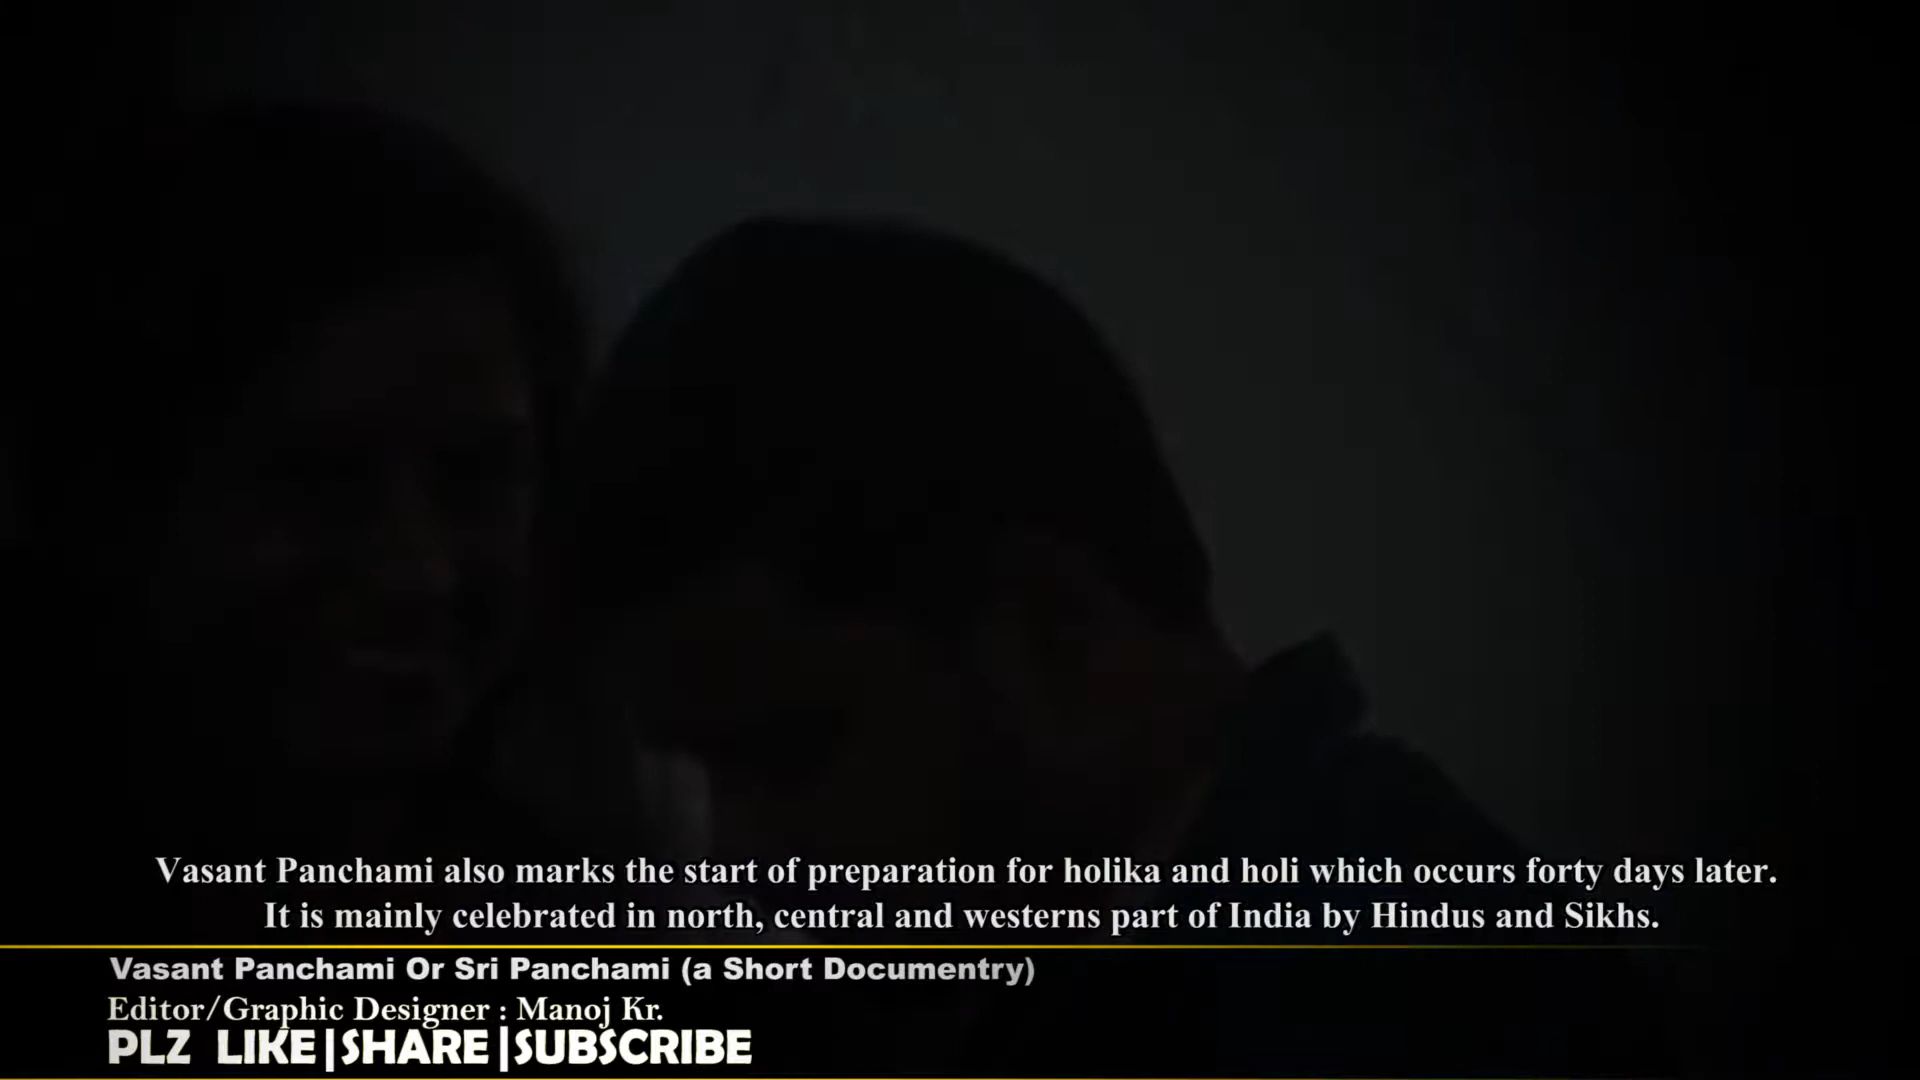 Vasant Panchami also marks the start of preparation for holika and holi which occurs forty days later.
It is mainly celebrated in north, central and westerns part of India by Hindus and Sikhs.
Vasant Panchami Or Sri Panchami (a Short Documentry)
Editor/Graphic Designer : Manoj Kr.
PLZ LIKE|SHARE|SUBSCRIBE